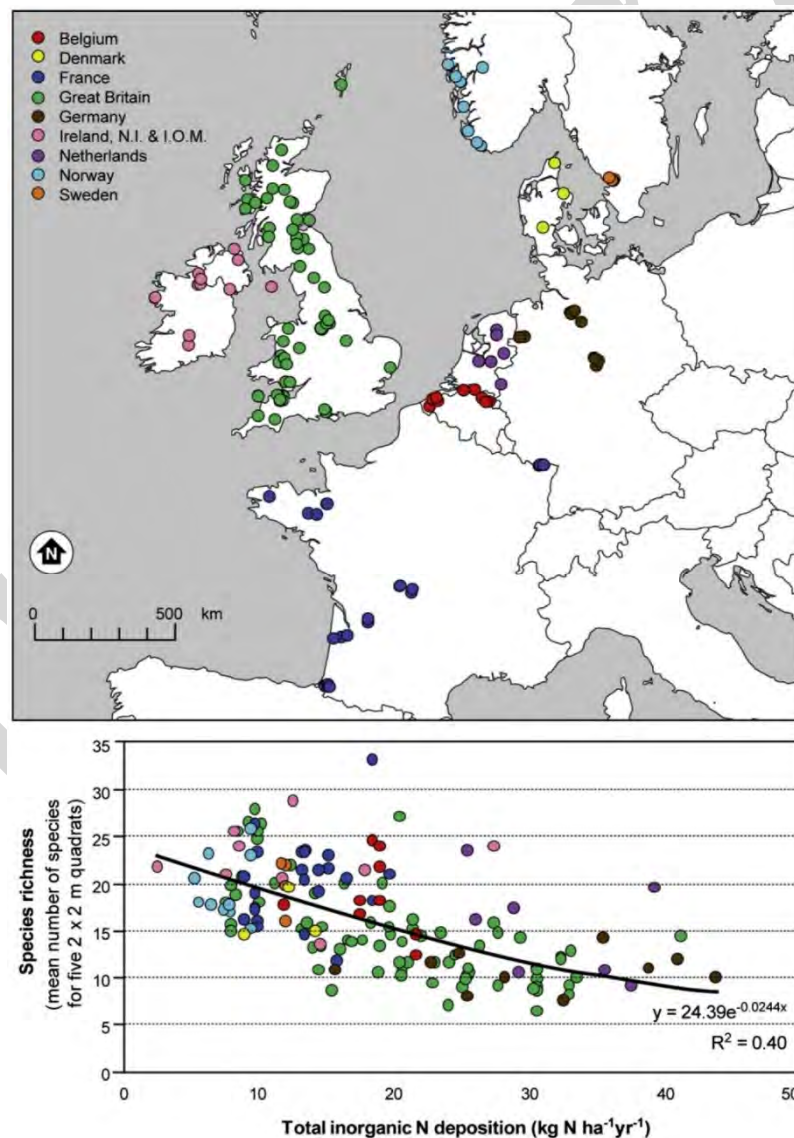 Belgium
Denmark
France
Great Britain
Germany
Ireland, N.I. & I.O.M.
Netherlands
Norway
Sweden
N
0 500 km
35
30
25
20
15
10
5
0
Species richness
(mean number of species
for five 2 x 2 m quadrats)
y = 24.39e^-0.0244x
R² = 0.40
0 10 20 30 40 50
Total inorganic N deposition (kg N ha⁻¹yr⁻¹)